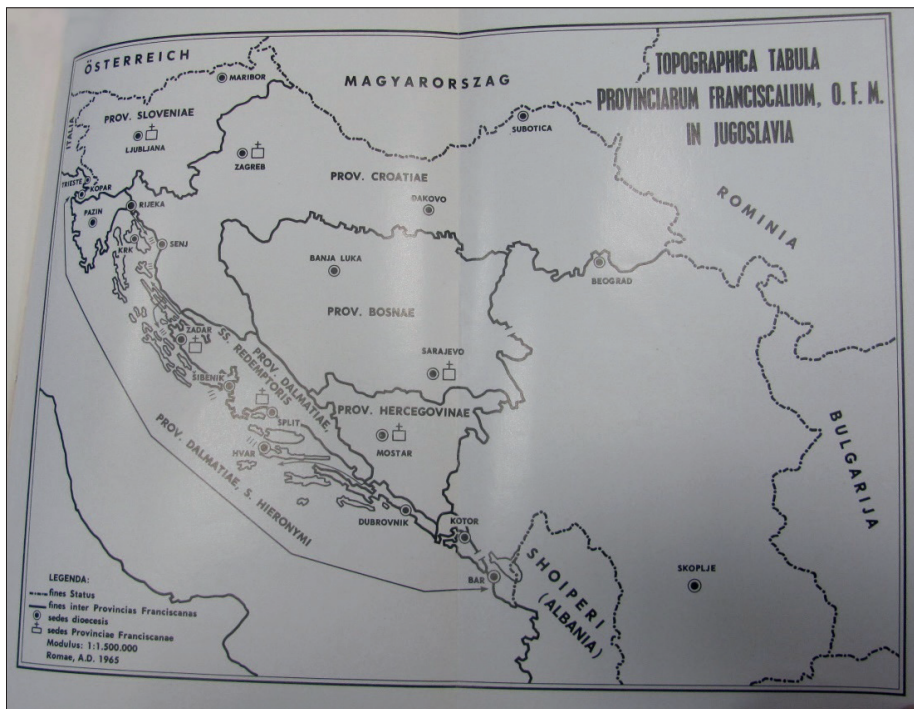 TOPOGRAPHICA TABULA
PROVINCIARUM FRANCISCALIUM, O. F. M.
IN JUGOSLAVIA
ÖSTERREICH
MARIBOR
MAGYARORSZAG
ITALIA
PROV. SLOVENIAE
LJUBLJANA
SUBOTICA
ZAGREB
PROV. CROATIAE
TRIESTE
KOPAR
ĐAKOVO
ROMINIA
RIJEKA
PAZIN
KRK
SENJ
BANJA LUKA
BEOGRAD
PROV. BOSNAE
ZADAR
PROV. DALMATIAE,
SS. REDEMPTORIS
SARAJEVO
ŠIBENIK
PROV. HERCEGOVINAE
SPLIT
MOSTAR
HVAR
PROV. DALMATIAE, S. HIERONYMI
BULGARIJA
DUBROVNIK
KOTOR
BAR
SHQIPERI
(ALBANIA)
SKOPLJE
LEGENDA:
fines Status
fines inter Provincias Franciscanas
sedes dioecesis
sedes Provinciae Franciscanae
Modulus: 1:1.500.000
Romae, A.D. 1965